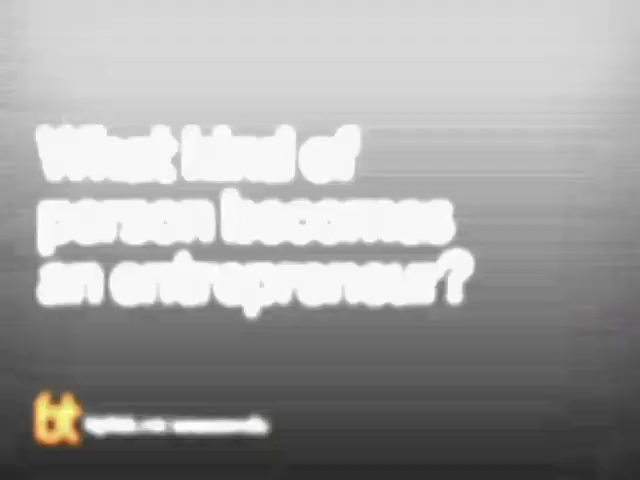 What kind of
person becomes
an entrepreneur?
bt